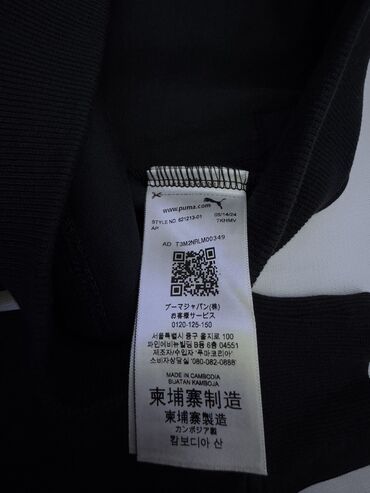 www.puma.com
05/14/24
STYLE NO. 621213-01
7KHMV
AP
AD T3M2NRLM00349
プーマジャパン(株)
お客様サービス
0120-125-150
서울특별시 중구 을지로 100
파인에비뉴빌딩 B동 6층 04551
제조자/수입자 '푸마코리아'
소비자상담실 '080-082-0888'
MADE IN CAMBODIA
BUATAN KAMBOJA
柬埔寨制造
柬埔寨製造
カンボジア製
캄보디아 산